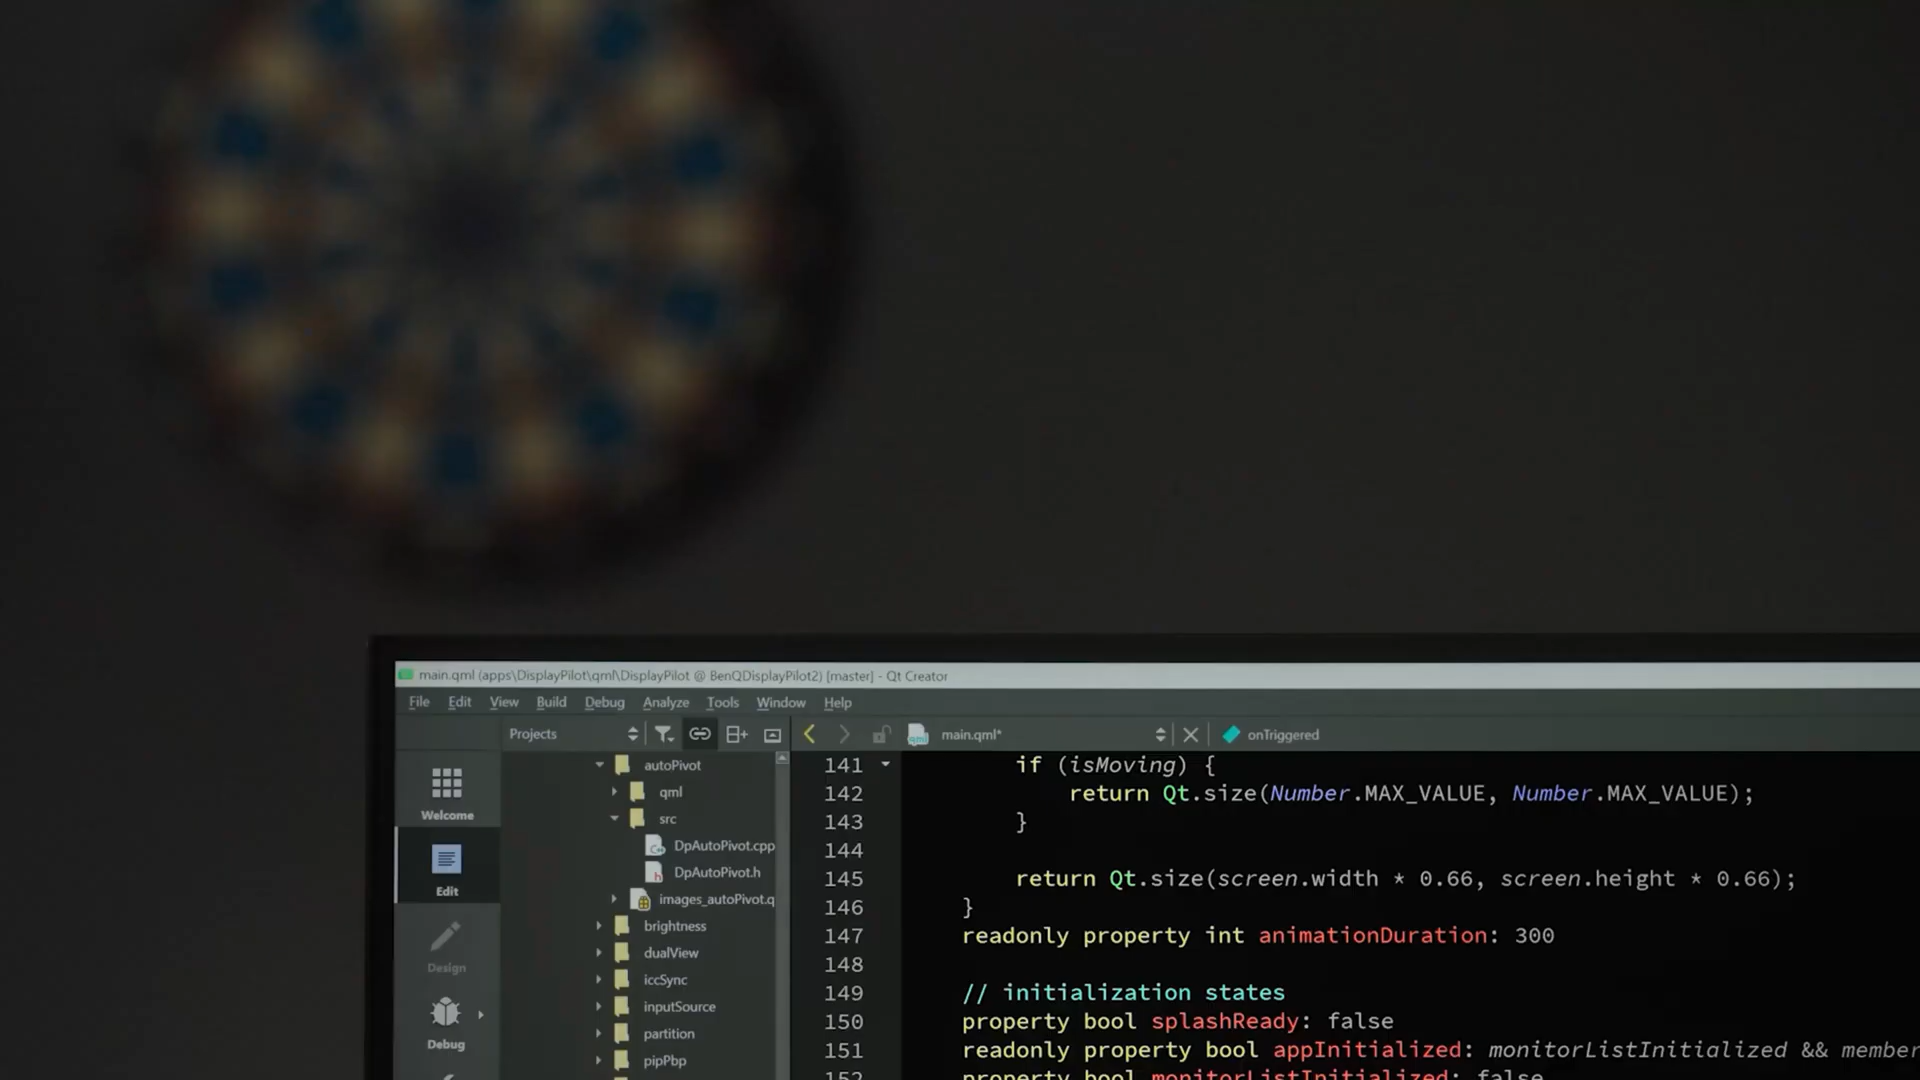 main.qml (apps\DisplayPilot\qml\DisplayPilot @ BenQDisplayPilot2) [master] - Qt Creator
File Edit View Build Debug Analyze Tools Window Help
Projects
main.qml*
onTriggered
Welcome
Edit
Design
Debug
autoPivot
qml
src
DpAutoPivot.cpp
DpAutoPivot.h
images_autoPivot.q
brightness
dualView
iccSync
inputSource
partition
pipPbp
141 if (isMoving) {
142 return Qt.size(Number.MAX_VALUE, Number.MAX_VALUE);
143 }
144
145 return Qt.size(screen.width * 0.66, screen.height * 0.66);
146 }
147 readonly property int animationDuration: 300
148
149 // initialization states
150 property bool splashReady: false
151 readonly property bool appInitialized: monitorListInitialized && member
152 property bool monitorListInitialized: false